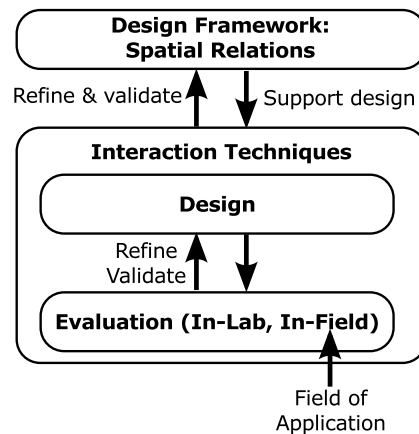 Design Framework:
Spatial Relations
Refine & validate
Support design
Interaction Techniques
Design
Refine
Validate
Evaluation (In-Lab, In-Field)
Field of
Application